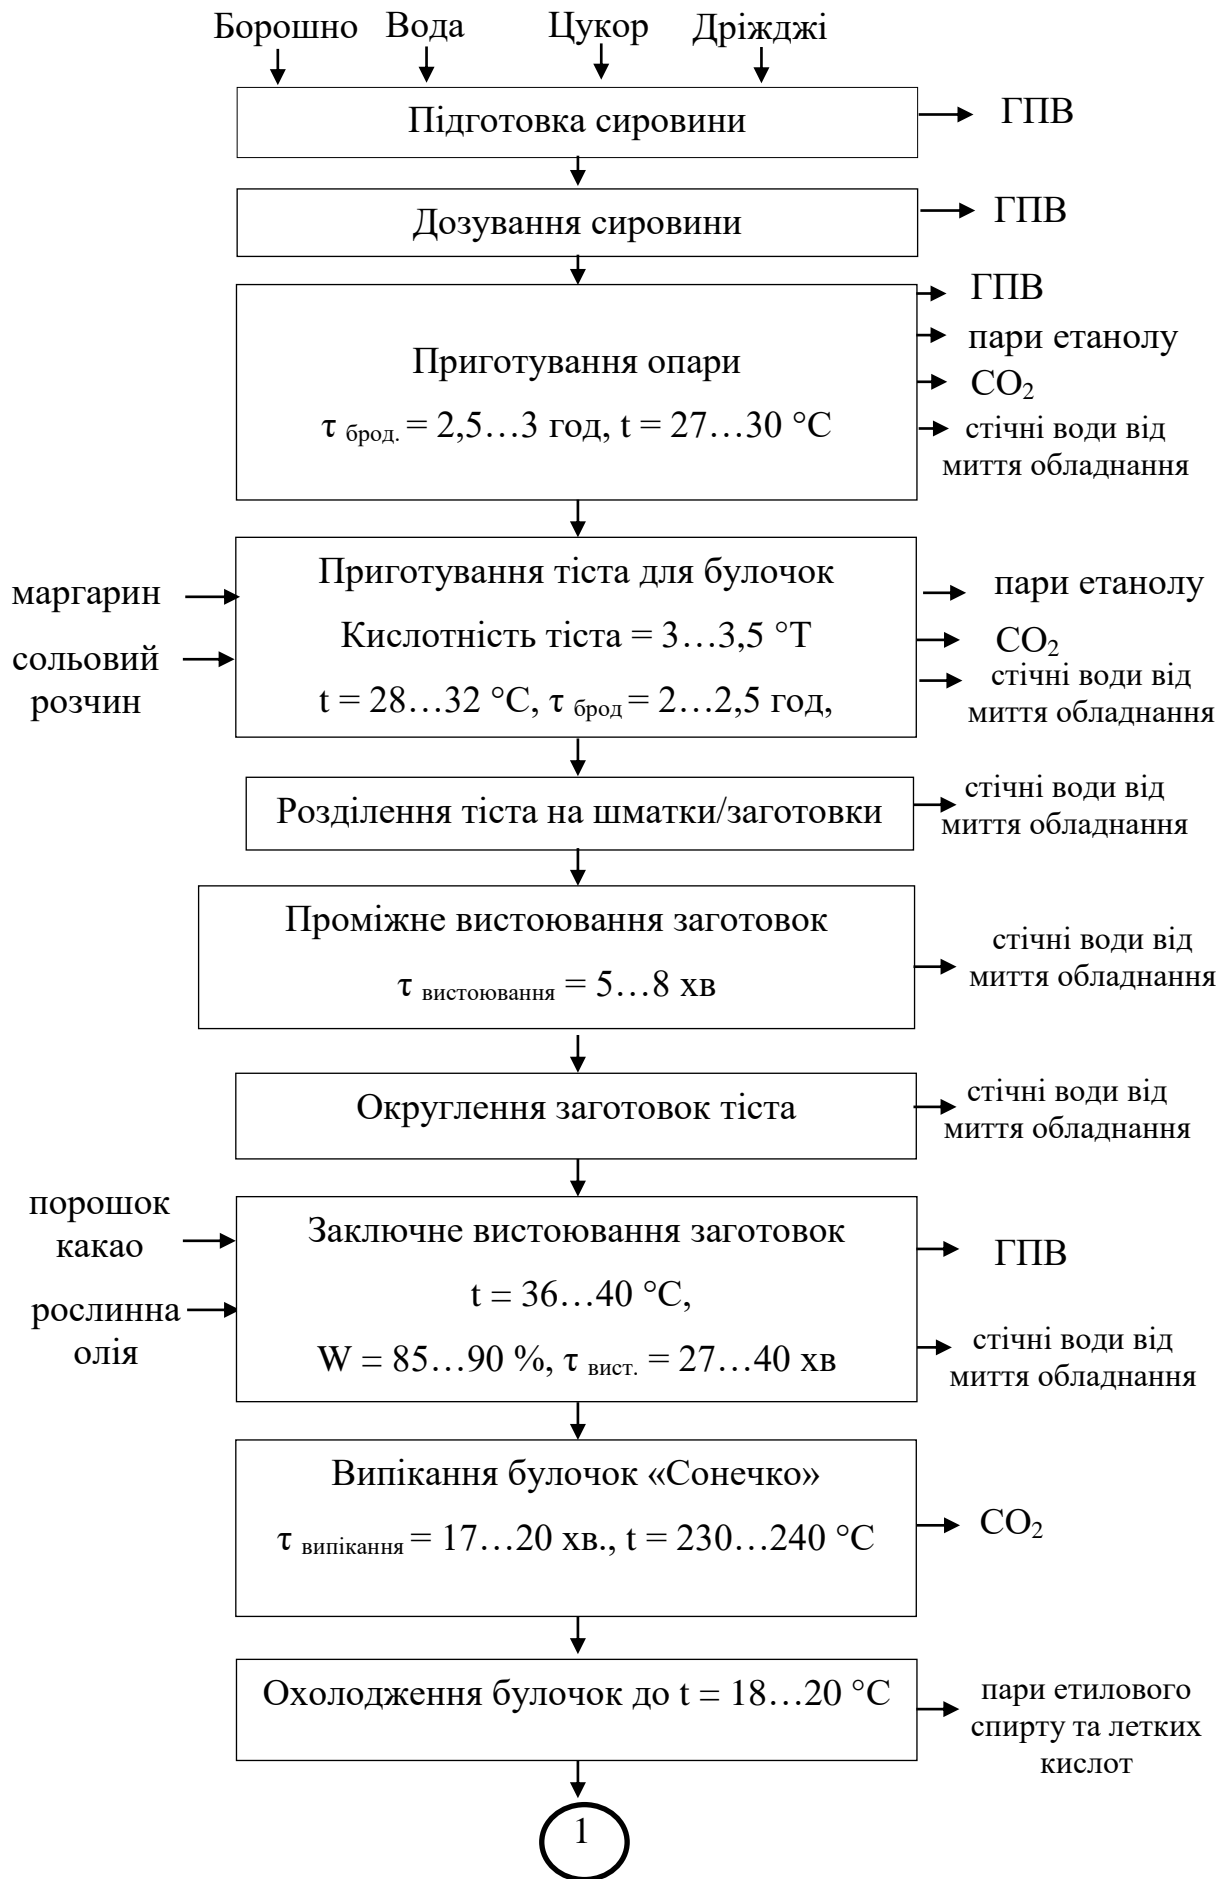 Борошно Вода Цукор Дріжджі
Підготовка сировини
ГПВ
Дозування сировини
ГПВ
Приготування опари
τ брод. = 2,5…3 год, t = 27…30 °C
ГПВ
пари етанолу
CO₂
стічні води від
миття обладнання
маргарин
сольовий
розчин
Приготування тіста для булочок
Кислотність тіста = 3…3,5 °Т
t = 28…32 °C, τ брод = 2…2,5 год,
пари етанолу
CO₂
стічні води від
миття обладнання
Розділення тіста на шматки/заготовки
стічні води від
миття обладнання
Проміжне вистоювання заготовок
τ вистоювання = 5…8 хв
стічні води від
миття обладнання
Округлення заготовок тіста
стічні води від
миття обладнання
порошок
какао
рослинна
олія
Заключне вистоювання заготовок
t = 36…40 °C,
W = 85…90 %, τ вист. = 27…40 хв
ГПВ
стічні води від
миття обладнання
Випікання булочок «Сонечко»
τ випікання = 17…20 хв., t = 230…240 °C
CO₂
Охолодження булочок до t = 18…20 °C
пари етилового
спирту та летких
кислот
1